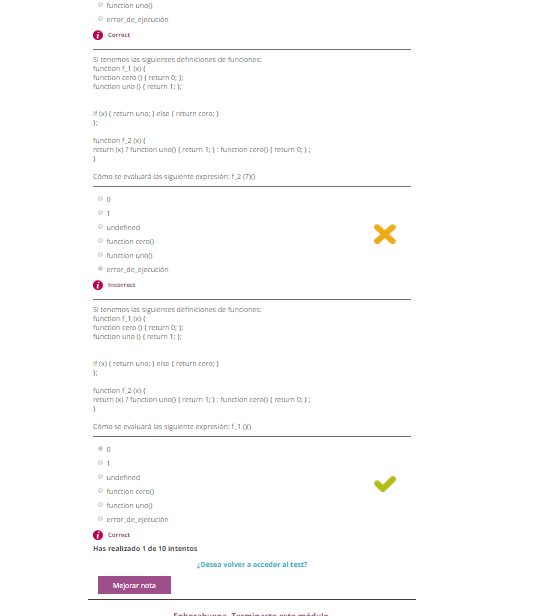 function uno()
error_de_ejecución
Correct
Si tenemos las siguientes definiciones de funciones:
function f_1 (x) {
function cero () { return 0; };
function uno () { return 1; };
if (x) { return uno; } else { return cero; }
};
function f_2 (x) {
return (x) ? function uno() { return 1; } : function cero() { return 0; } ;
}
Cómo se evaluará las siguiente expresión: f_2 (7)()
0
1
undefined
function cero()
function uno()
error_de_ejecución
Incorrect
Si tenemos las siguientes definiciones de funciones:
function f_1 (x) {
function cero () { return 0; };
function uno () { return 1; };
if (x) { return uno; } else { return cero; }
};
function f_2 (x) {
return (x) ? function uno() { return 1; } : function cero() { return 0; } ;
}
Cómo se evaluará las siguiente expresión: f_1 ()()
0
1
undefined
function cero()
function uno()
error_de_ejecución
Correct
Has realizado 1 de 10 intentos
¿Desea volver a acceder al test?
Mejorar nota
Enhorabuena. Terminaste este módulo